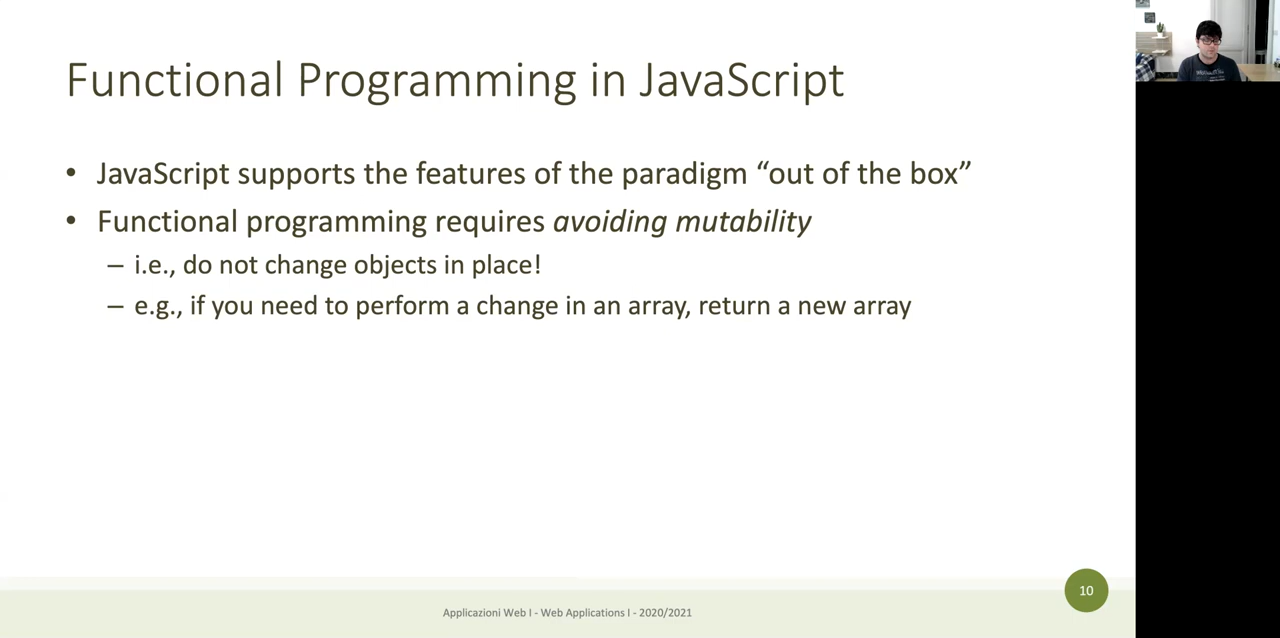 Functional Programming in JavaScript
• JavaScript supports the features of the paradigm “out of the box”
• Functional programming requires avoiding mutability
– i.e., do not change objects in place!
– e.g., if you need to perform a change in an array, return a new array
10
Applicazioni Web I - Web Applications I - 2020/2021